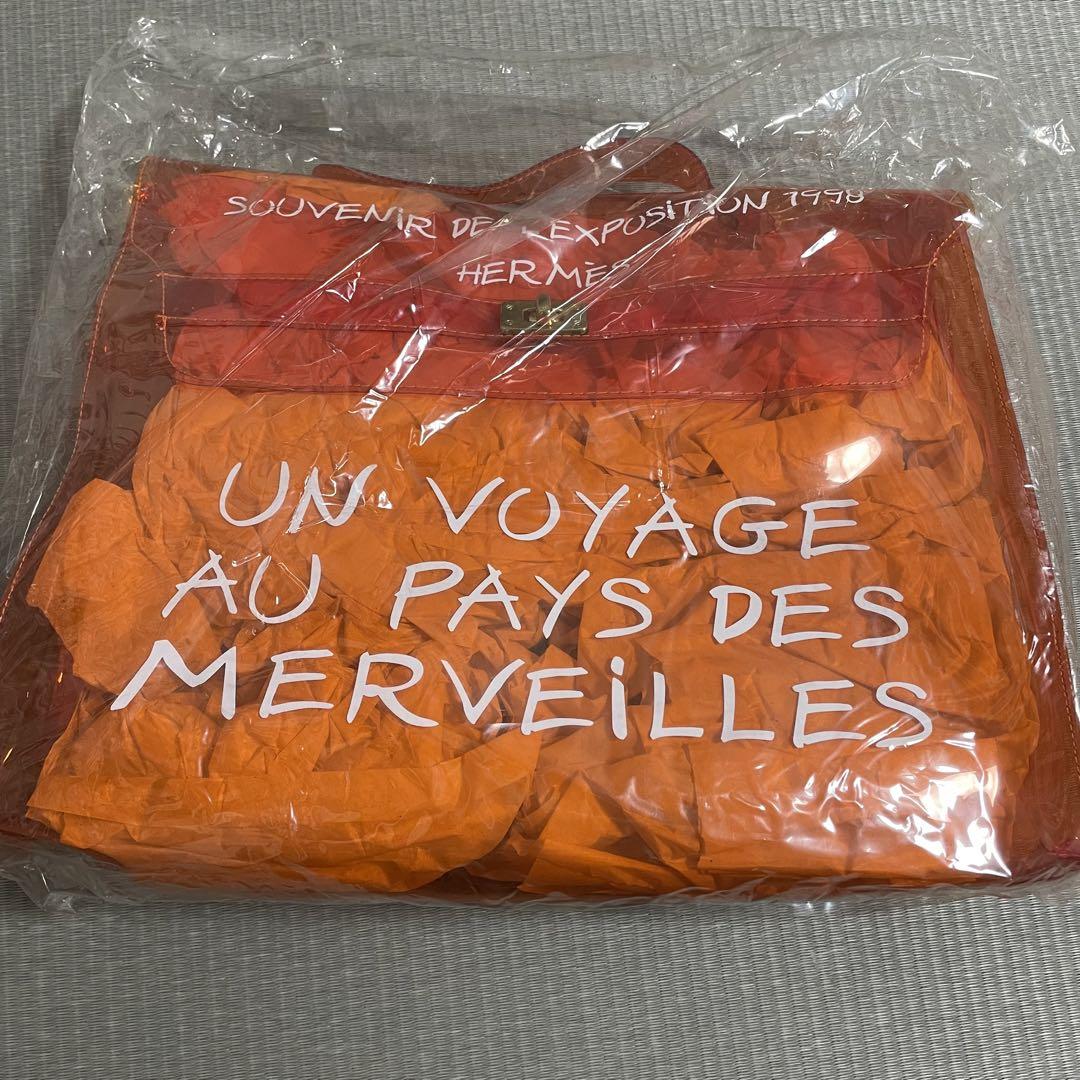 SOUVENiR DE L'EXPOSiTION 1998
HERMÈS
UN VOYAGE
AU PAYS DES
MERVEiLLES